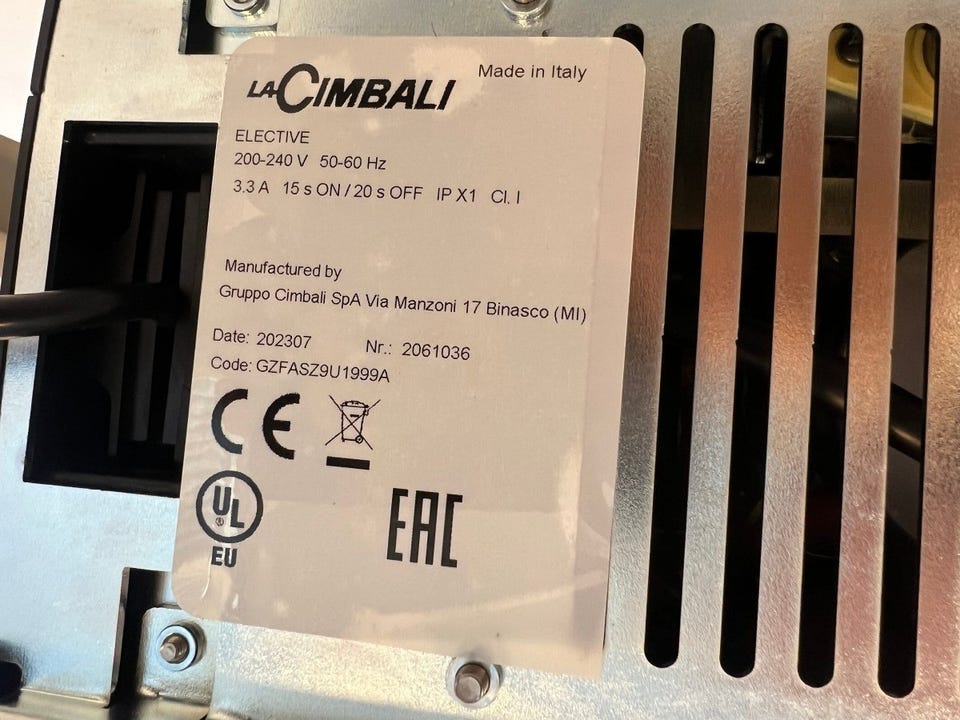 LACIMBALI
Made in Italy
ELECTIVE
200-240 V 50-60 Hz
3.3 A 15 s ON / 20 s OFF IP X1 Cl. I
Manufactured by
Gruppo Cimbali SpA Via Manzoni 17 Binasco (MI)
Date: 202307 Nr.: 2061036
Code: GZFASZ9U1999A
CE
UL
EU
EAC